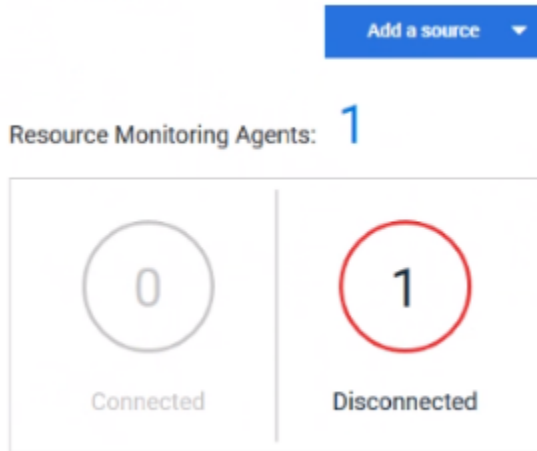 Add a source
Resource Monitoring Agents: 1
0 1
Connected Disconnected